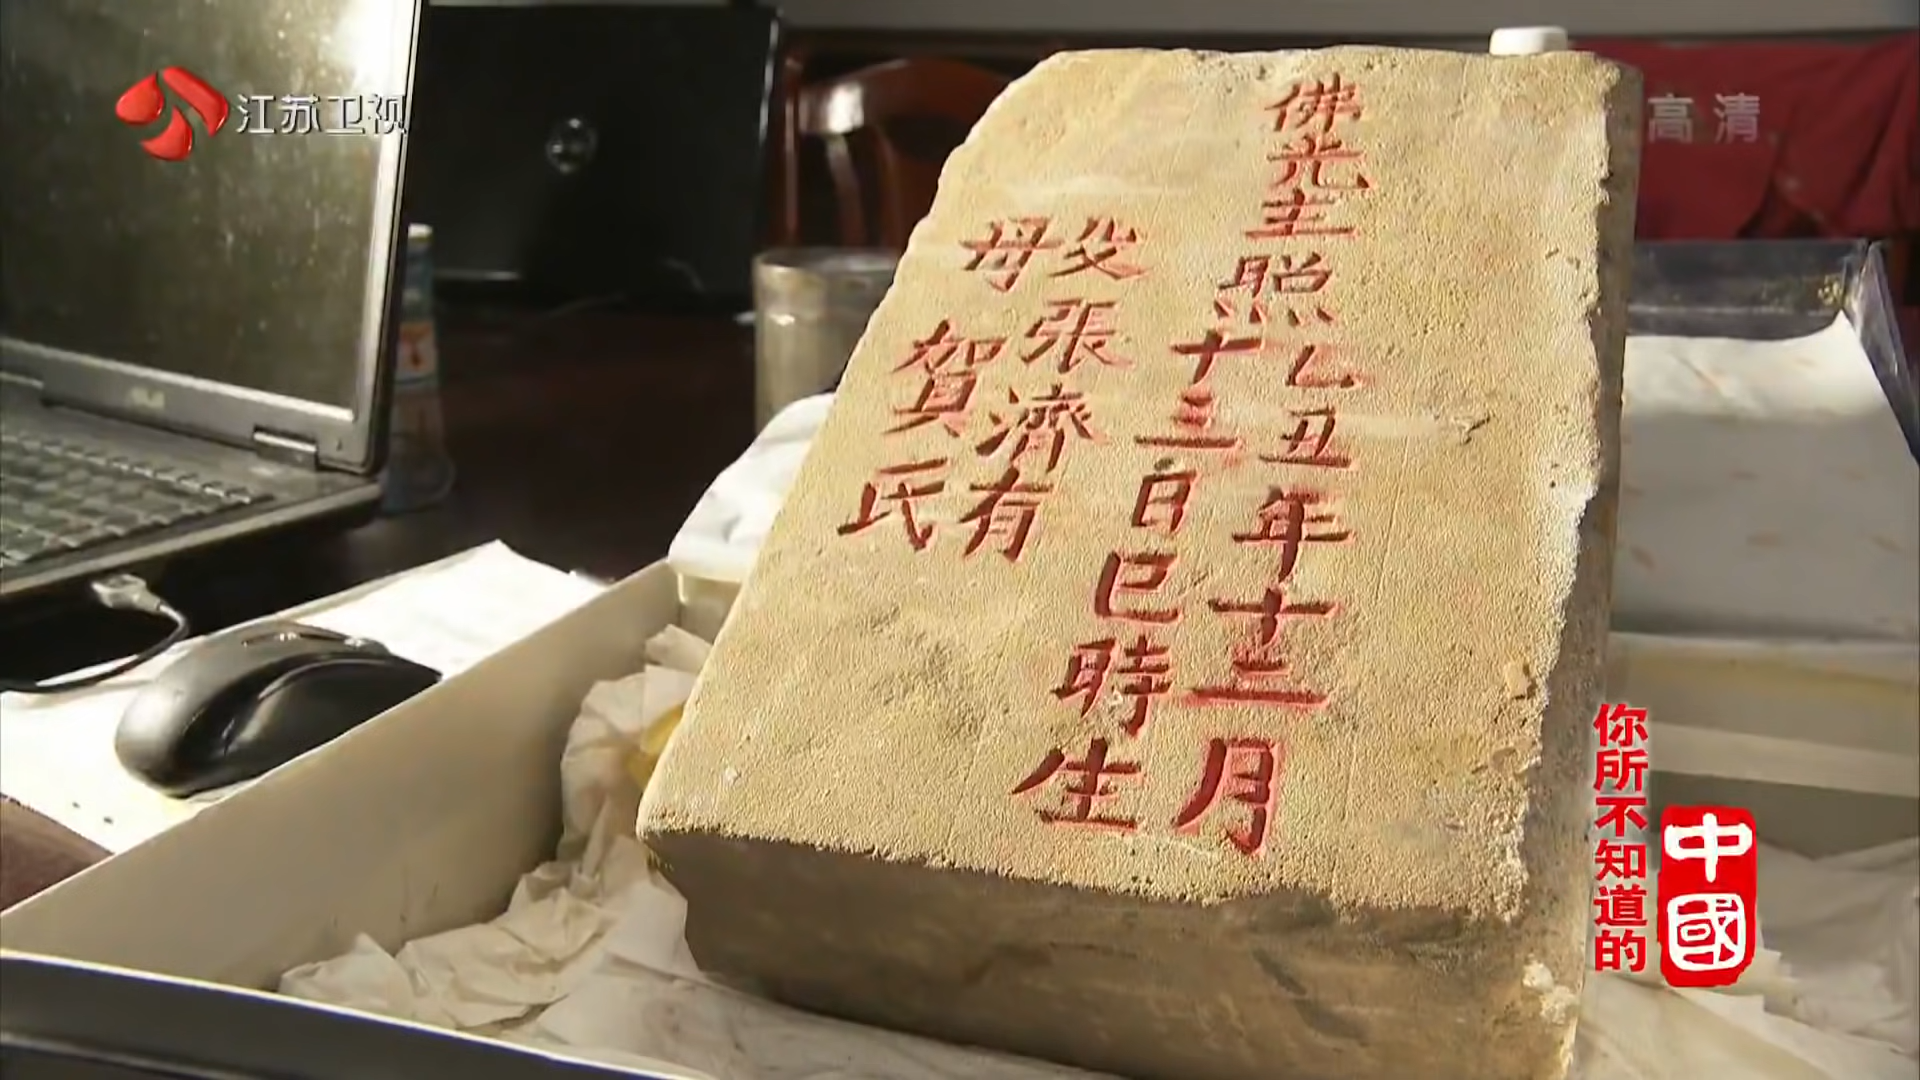 江苏卫视
高清
佛光主照乙丑年十二月
十三日巳時生
父張濟有
母賀氏
你所不知道的
中國